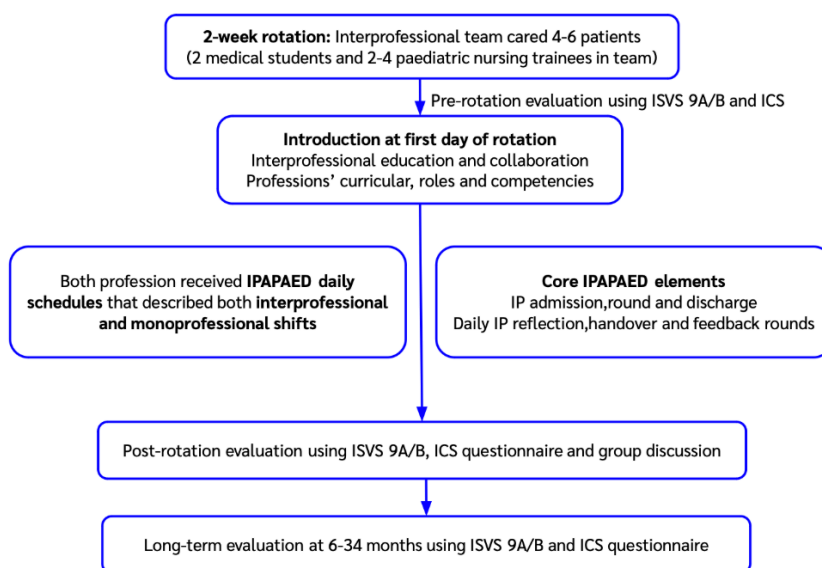 2-week rotation: Interprofessional team cared 4-6 patients
(2 medical students and 2-4 paediatric nursing trainees in team)
Pre-rotation evaluation using ISVS 9A/B and ICS
Introduction at first day of rotation
Interprofessional education and collaboration
Professions’ curricular, roles and competencies
Both profession received IPAPAED daily
schedules that described both interprofessional
and monoprofessional shifts
Core IPAPAED elements
IP admission,round and discharge
Daily IP reflection,handover and feedback rounds
Post-rotation evaluation using ISVS 9A/B, ICS questionnaire and group discussion
Long-term evaluation at 6-34 months using ISVS 9A/B and ICS questionnaire